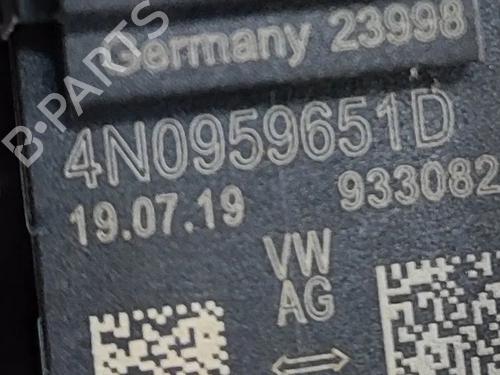 Germany 23998
4N0959651D
19.07.19 933082
VW
AG
B-PARTS